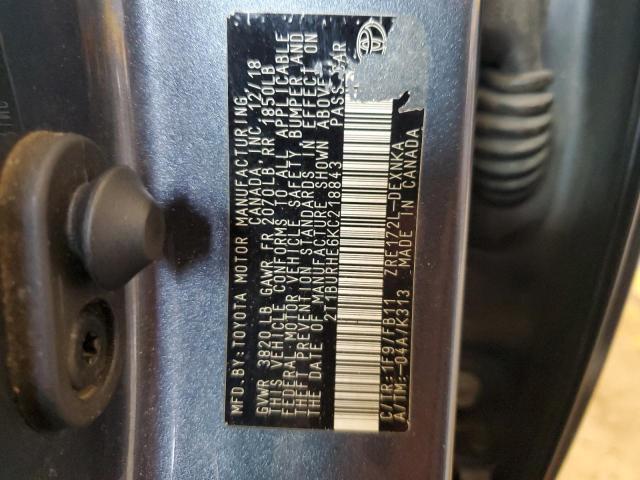 MFD.BY:TOYOTA MOTOR MANUFACTURING
CANADA INC. 12/18
GVWR 3820 LB GAWR FR 2070 LB RR 1850LB
THIS VEHICLE CONFORMS TO ALL APPLICABLE
FEDERAL MOTOR VEHICLE SAFETY, BUMPER AND
THEFT PREVENTION STANDARDS IN EFFECT ON
THE DATE OF MANUFACTURE SHOWN ABOVE.
2T1BURHE6KC218843 PASS.CAR
C/TR:1F9/FB11 ZRE172L-DEXNKA
A/TM:-04A/K313 MADE IN CANADA